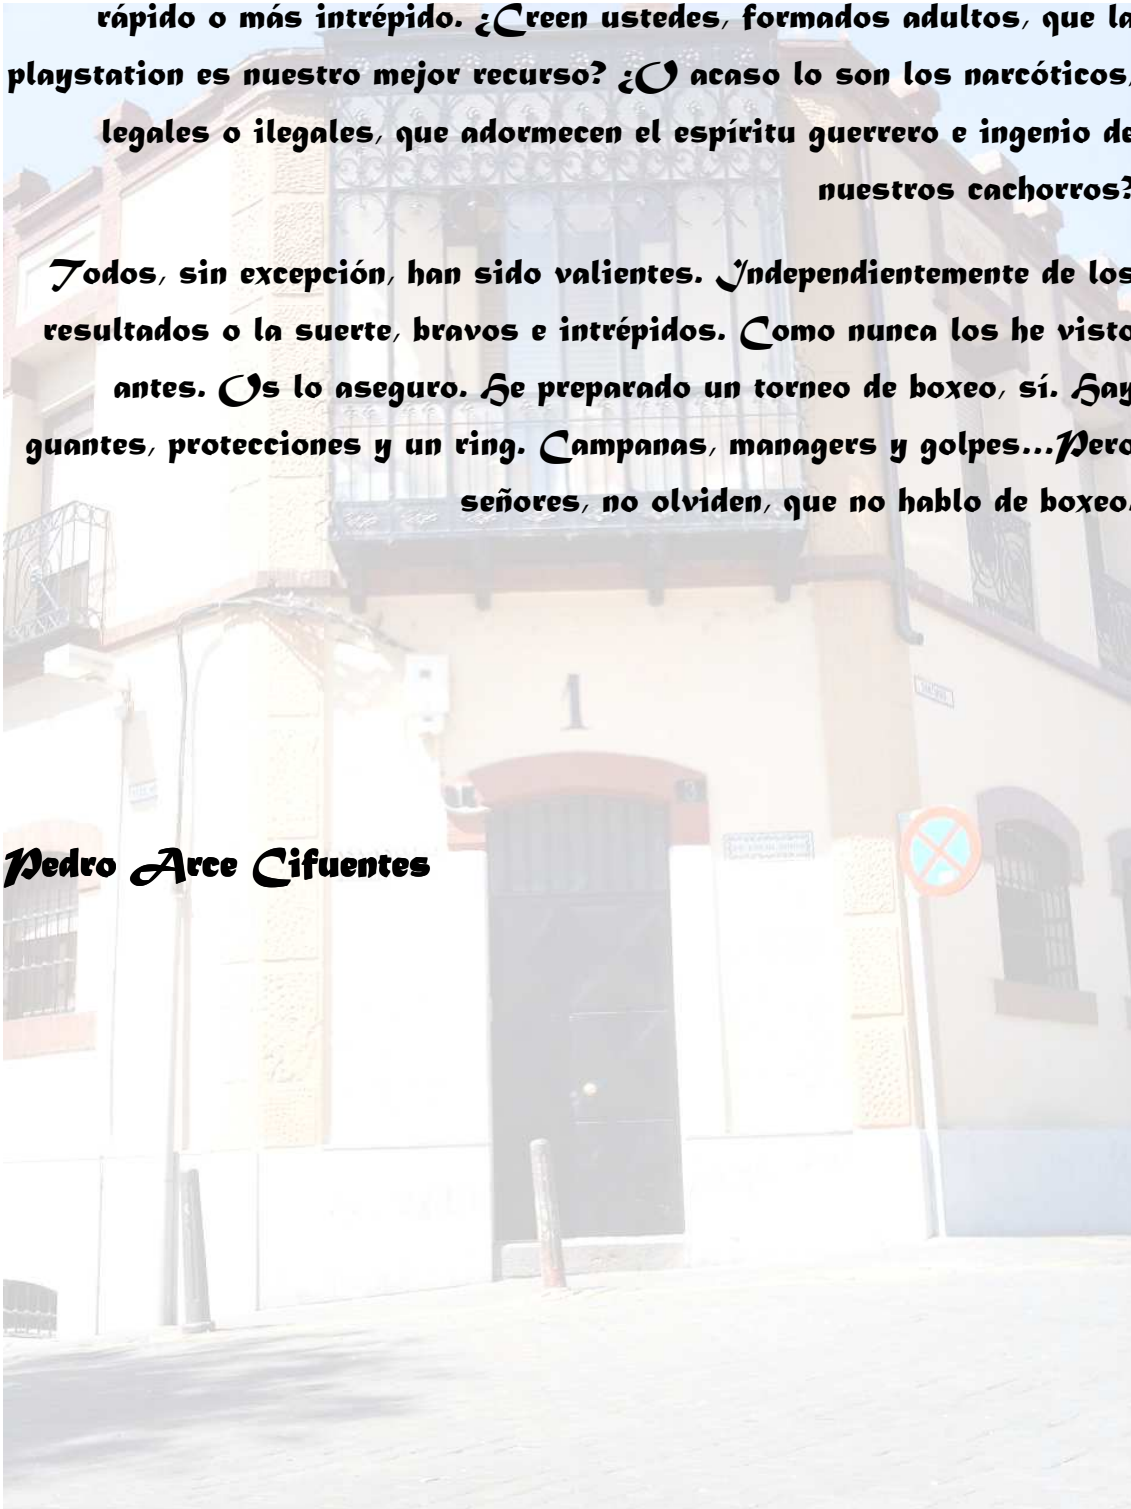 rápido o más intrépido. ¿Creen ustedes, formados adultos, que la
playstation es nuestro mejor recurso? ¿O acaso lo son los narcóticos,
legales o ilegales, que adormecen el espíritu guerrero e ingenio de
nuestros cachorros?
Todos, sin excepción, han sido valientes. Independientemente de los
resultados o la suerte, bravos e intrépidos. Como nunca los he visto
antes. Os lo aseguro. He preparado un torneo de boxeo, sí. Hay
guantes, protecciones y un ring. Campanas, managers y golpes...Pero
señores, no olviden, que no hablo de boxeo.
1
3
Pedro Arce Cifuentes